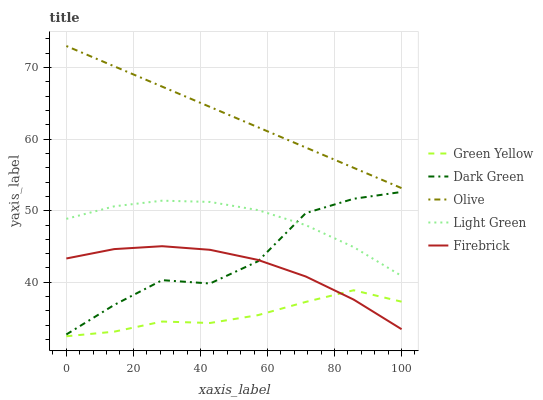 title
yaxis_label
70
60
50
40
0 20 40 60 80 100
xaxis_label
Green Yellow
Dark Green
Olive
Light Green
Firebrick